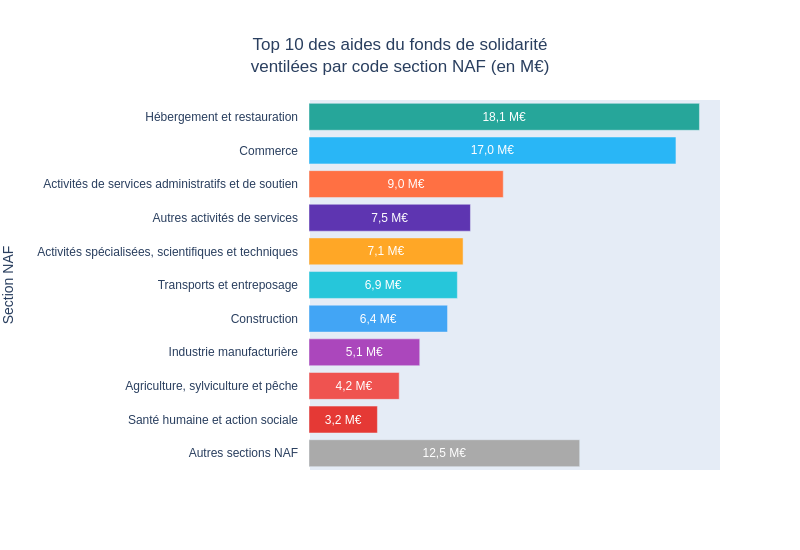 Top 10 des aides du fonds de solidarité
ventilées par code section NAF (en M€)
Section NAF
Hébergement et restauration 18,1 M€
Commerce 17,0 M€
Activités de services administratifs et de soutien 9,0 M€
Autres activités de services 7,5 M€
Activités spécialisées, scientifiques et techniques 7,1 M€
Transports et entreposage 6,9 M€
Construction 6,4 M€
Industrie manufacturière 5,1 M€
Agriculture, sylviculture et pêche 4,2 M€
Santé humaine et action sociale 3,2 M€
Autres sections NAF 12,5 M€